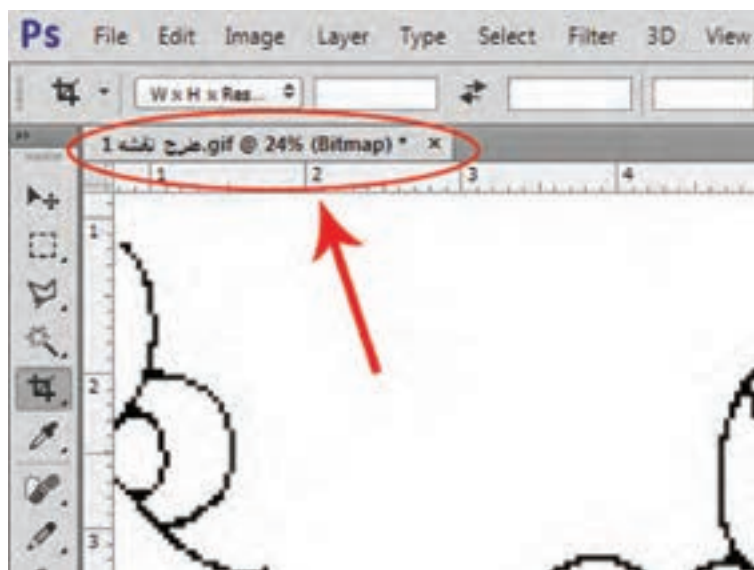 Ps File Edit Image Layer Type Select Filter 3D View
W x H x Res...
طرح نقشه 1.gif @ 24% (Bitmap) * ×
1 2 3 4
1
2
3